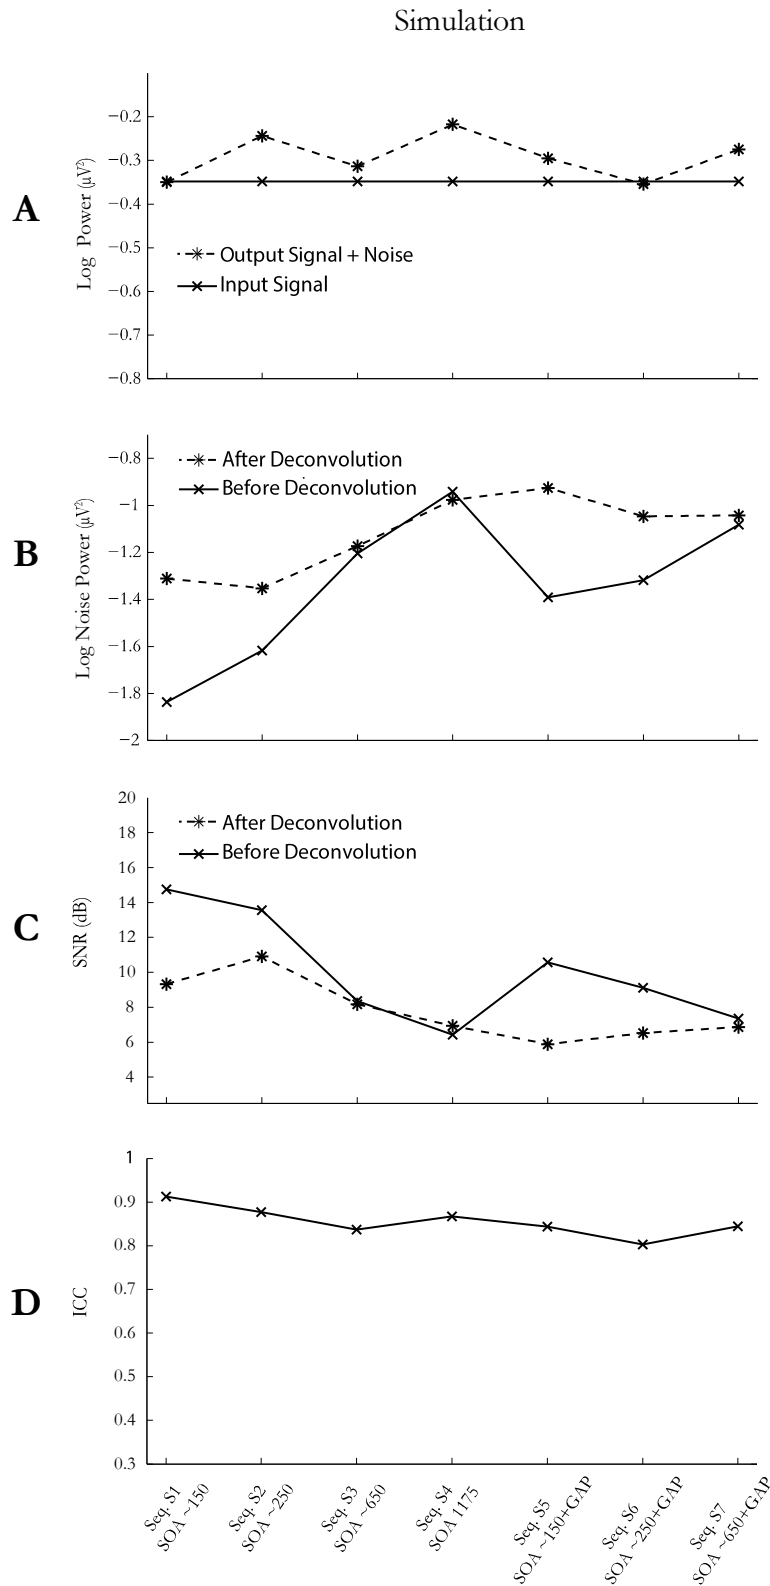 Simulation
A
Log Power (µV²)
−0.2
−0.3
−0.4
−0.5
−0.6
−0.7
−0.8
Output Signal + Noise
Input Signal
B
Log Noise Power (µV²)
−0.8
−1
−1.2
−1.4
−1.6
−1.8
−2
After Deconvolution
Before Deconvolution
C
SNR (dB)
20
18
16
14
12
10
8
6
4
After Deconvolution
Before Deconvolution
D
ICC
1
0.9
0.8
0.7
0.6
0.5
0.4
0.3
Seq. S1
SOA ~150
Seq. S2
SOA ~250
Seq. S3
SOA ~650
Seq. S4
SOA 1175
Seq. S5
SOA ~150+GAP
Seq. S6
SOA ~250+GAP
Seq. S7
SOA ~650+GAP